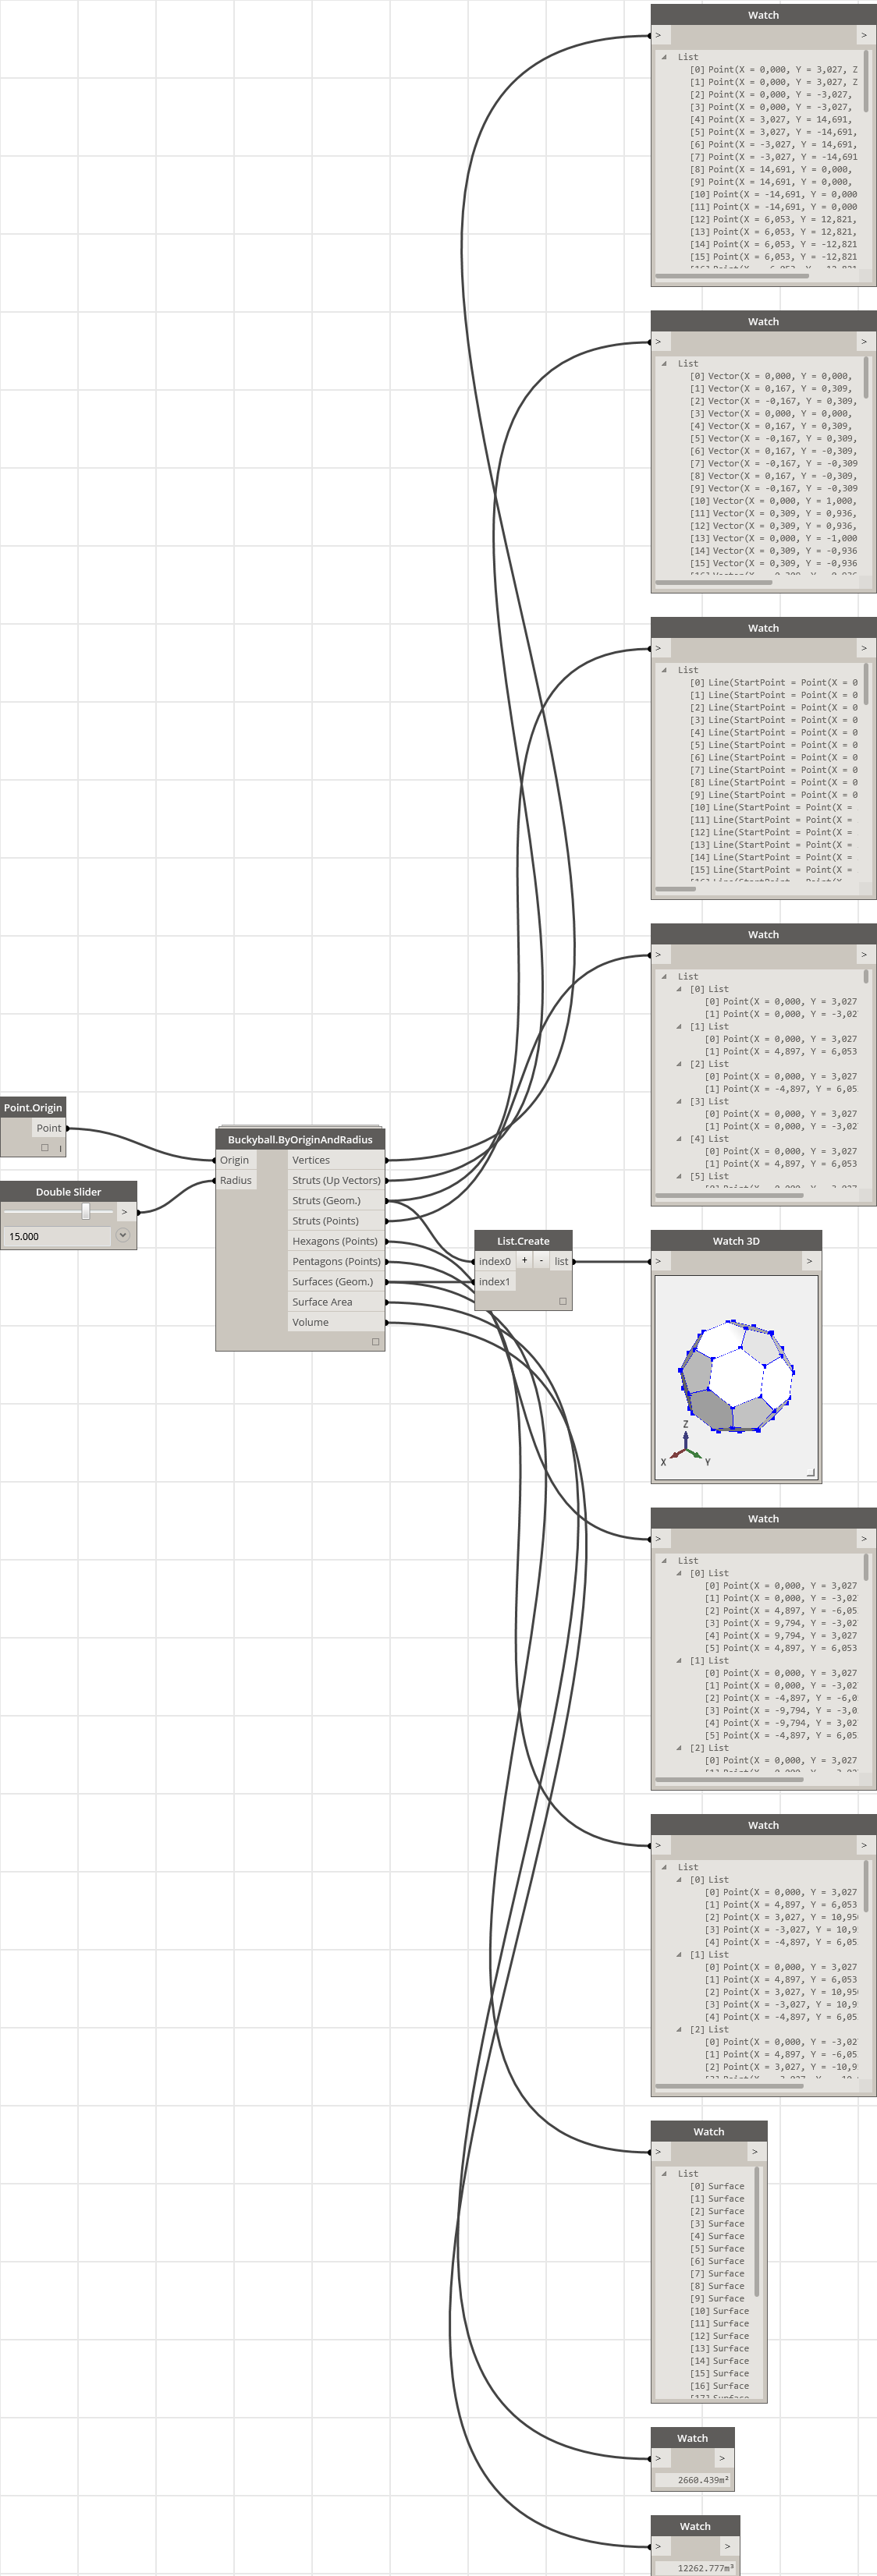 Watch
>
>
List
[0] Point(X = 0,000, Y = 3,027, Z
[1] Point(X = 0,000, Y = 3,027, Z
[2] Point(X = 0,000, Y = -3,027,
[3] Point(X = 0,000, Y = -3,027,
[4] Point(X = 3,027, Y = 14,691,
[5] Point(X = 3,027, Y = -14,691,
[6] Point(X = -3,027, Y = 14,691,
[7] Point(X = -3,027, Y = -14,691
[8] Point(X = 14,691, Y = 0,000,
[9] Point(X = 14,691, Y = 0,000,
[10] Point(X = -14,691, Y = 0,000
[11] Point(X = -14,691, Y = 0,000
[12] Point(X = 6,053, Y = 12,821,
[13] Point(X = 6,053, Y = 12,821,
[14] Point(X = 6,053, Y = -12,821
[15] Point(X = 6,053, Y = -12,821
Watch
>
>
List
[0] Vector(X = 0,000, Y = 0,000,
[1] Vector(X = 0,167, Y = 0,309,
[2] Vector(X = -0,167, Y = 0,309,
[3] Vector(X = 0,000, Y = 0,000,
[4] Vector(X = 0,167, Y = 0,309,
[5] Vector(X = -0,167, Y = 0,309,
[6] Vector(X = 0,167, Y = -0,309,
[7] Vector(X = -0,167, Y = -0,309
[8] Vector(X = 0,167, Y = -0,309,
[9] Vector(X = -0,167, Y = -0,309
[10] Vector(X = 0,000, Y = 1,000,
[11] Vector(X = 0,309, Y = 0,936,
[12] Vector(X = 0,309, Y = 0,936,
[13] Vector(X = 0,000, Y = -1,000
[14] Vector(X = 0,309, Y = -0,936
[15] Vector(X = 0,309, Y = -0,936
Watch
>
>
List
[0] Line(StartPoint = Point(X = 0
[1] Line(StartPoint = Point(X = 0
[2] Line(StartPoint = Point(X = 0
[3] Line(StartPoint = Point(X = 0
[4] Line(StartPoint = Point(X = 0
[5] Line(StartPoint = Point(X = 0
[6] Line(StartPoint = Point(X = 0
[7] Line(StartPoint = Point(X = 0
[8] Line(StartPoint = Point(X = 0
[9] Line(StartPoint = Point(X = 0
[10] Line(StartPoint = Point(X =
[11] Line(StartPoint = Point(X =
[12] Line(StartPoint = Point(X =
[13] Line(StartPoint = Point(X =
[14] Line(StartPoint = Point(X =
[15] Line(StartPoint = Point(X =
Watch
>
>
List
[0] List
[0] Point(X = 0,000, Y = 3,027
[1] Point(X = 0,000, Y = -3,02
[1] List
[0] Point(X = 0,000, Y = 3,027
[1] Point(X = 4,897, Y = 6,053
[2] List
[0] Point(X = 0,000, Y = 3,027
[1] Point(X = -4,897, Y = 6,05
[3] List
[0] Point(X = 0,000, Y = 3,027
[1] Point(X = 0,000, Y = -3,02
[4] List
[0] Point(X = 0,000, Y = 3,027
[1] Point(X = 4,897, Y = 6,053
[5] List
Point.Origin
Point
Double Slider
>
15.000
Buckyball.ByOriginAndRadius
Origin
Radius
Vertices
Struts (Up Vectors)
Struts (Geom.)
Struts (Points)
Hexagons (Points)
Pentagons (Points)
Surfaces (Geom.)
Surface Area
Volume
List.Create
index0 + - list
index1
Watch 3D
>
>
Z
X
Y
Watch
>
>
List
[0] List
[0] Point(X = 0,000, Y = 3,027
[1] Point(X = 0,000, Y = -3,02
[2] Point(X = 4,897, Y = -6,05
[3] Point(X = 9,794, Y = -3,02
[4] Point(X = 9,794, Y = 3,027
[5] Point(X = 4,897, Y = 6,053
[1] List
[0] Point(X = 0,000, Y = 3,027
[1] Point(X = 0,000, Y = -3,02
[2] Point(X = -4,897, Y = -6,0
[3] Point(X = -9,794, Y = -3,0
[4] Point(X = -9,794, Y = 3,02
[5] Point(X = -4,897, Y = 6,05
[2] List
[0] Point(X = 0,000, Y = 3,027
Watch
>
>
List
[0] List
[0] Point(X = 0,000, Y = 3,027
[1] Point(X = 4,897, Y = 6,053
[2] Point(X = 3,027, Y = 10,95
[3] Point(X = -3,027, Y = 10,9
[4] Point(X = -4,897, Y = 6,05
[1] List
[0] Point(X = 0,000, Y = 3,027
[1] Point(X = 4,897, Y = 6,053
[2] Point(X = 3,027, Y = 10,95
[3] Point(X = -3,027, Y = 10,9
[4] Point(X = -4,897, Y = 6,05
[2] List
[0] Point(X = 0,000, Y = -3,02
[1] Point(X = 4,897, Y = -6,05
[2] Point(X = 3,027, Y = -10,9
Watch
>
>
List
[0] Surface
[1] Surface
[2] Surface
[3] Surface
[4] Surface
[5] Surface
[6] Surface
[7] Surface
[8] Surface
[9] Surface
[10] Surface
[11] Surface
[12] Surface
[13] Surface
[14] Surface
[15] Surface
[16] Surface
Watch
>
>
2660.439m²
Watch
>
>
12262.777m³